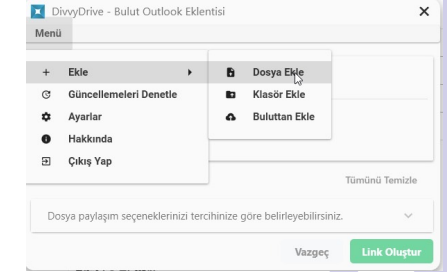 DivvyDrive - Bulut Outlook Eklentisi
Menü
Ekle
Güncellemeleri Denetle
Ayarlar
Hakkında
Çıkış Yap
Dosya Ekle
Klasör Ekle
Buluttan Ekle
Tümünü Temizle
Dosya paylaşım seçeneklerinizi tercihinize göre belirleyebilirsiniz.
Vazgeç
Link Oluştur